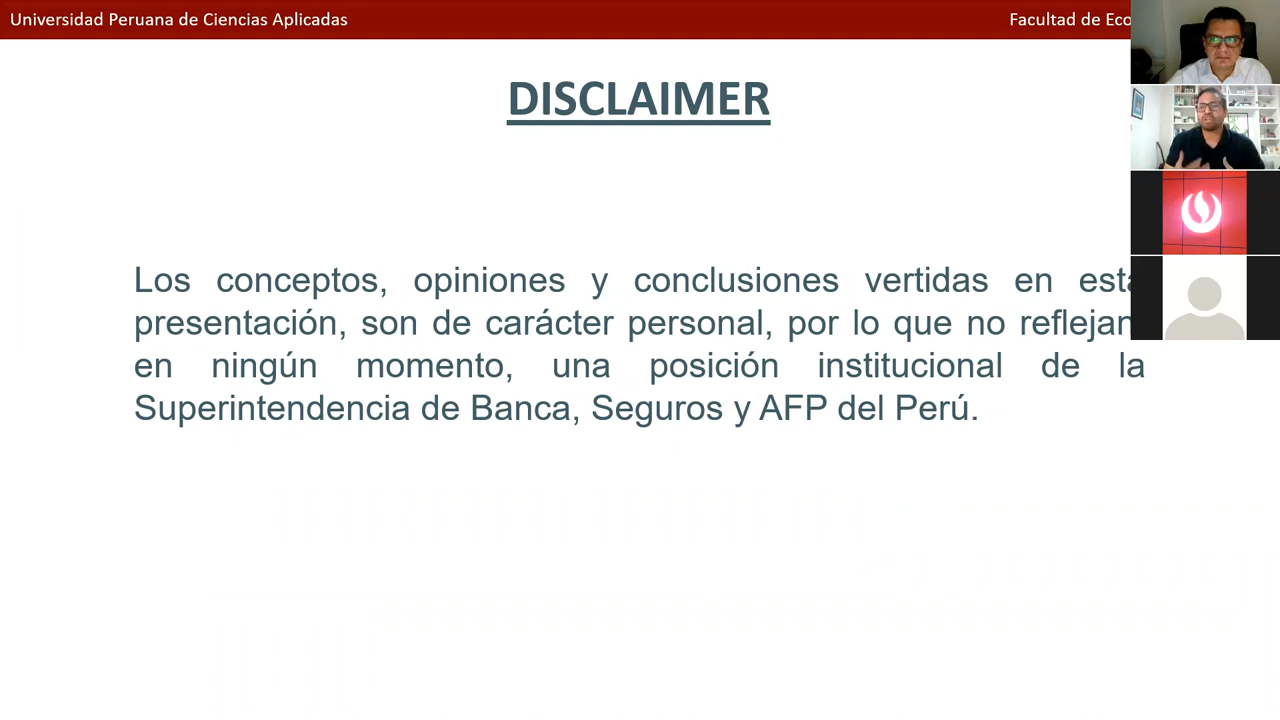 Universidad Peruana de Ciencias Aplicadas
Facultad de
DISCLAIMER
Los conceptos, opiniones y conclusiones vertidas en esta
presentación, son de carácter personal, por lo que no reflejan
en ningún momento, una posición institucional de la
Superintendencia de Banca, Seguros y AFP del Perú.